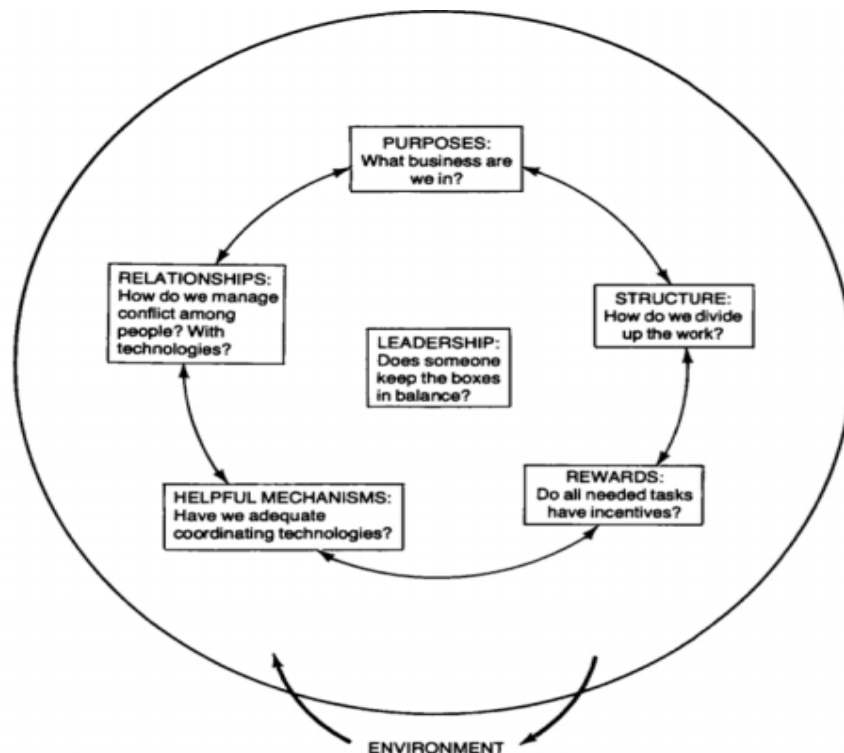 PURPOSES:
What business are
we in?
RELATIONSHIPS:
How do we manage
conflict among
people? With
technologies?
STRUCTURE:
How do we divide
up the work?
LEADERSHIP:
Does someone
keep the boxes
in balance?
HELPFUL MECHANISMS:
Have we adequate
coordinating technologies?
REWARDS:
Do all needed tasks
have incentives?
ENVIRONMENT